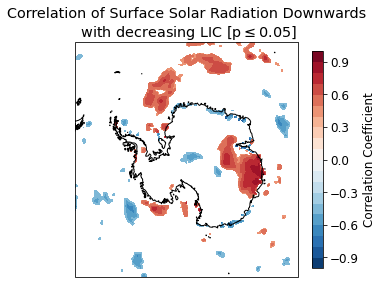 Correlation of Surface Solar Radiation Downwards
with decreasing LIC [p ≤ 0.05]
0.9
0.6
0.3
0.0
−0.3
−0.6
−0.9
Correlation Coefficient